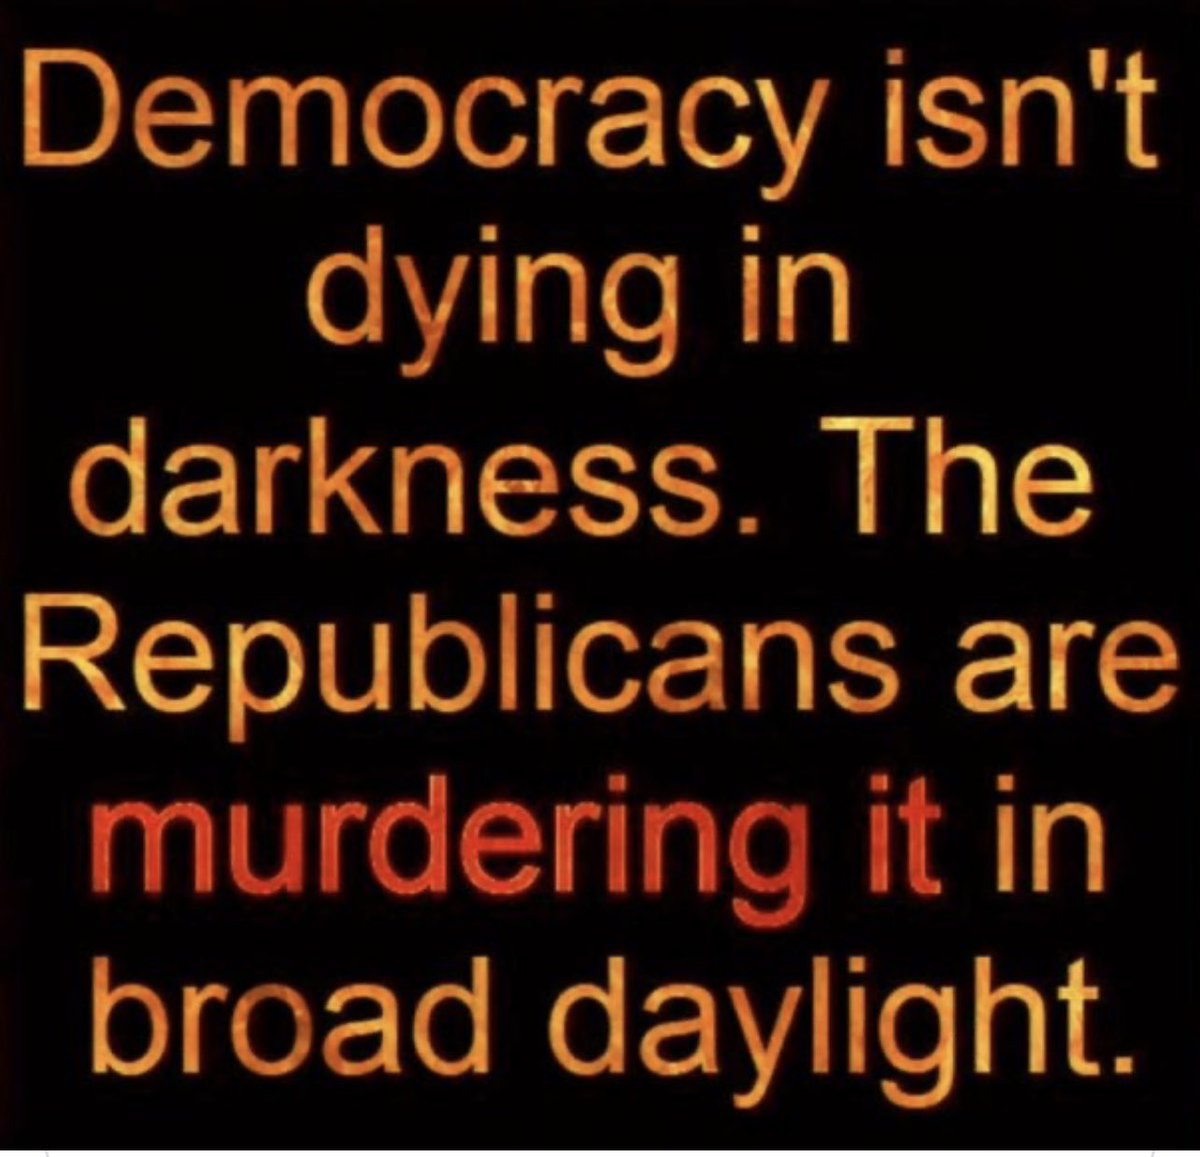 Democracy isn't
dying in
darkness. The
Republicans are
murdering it in
broad daylight.